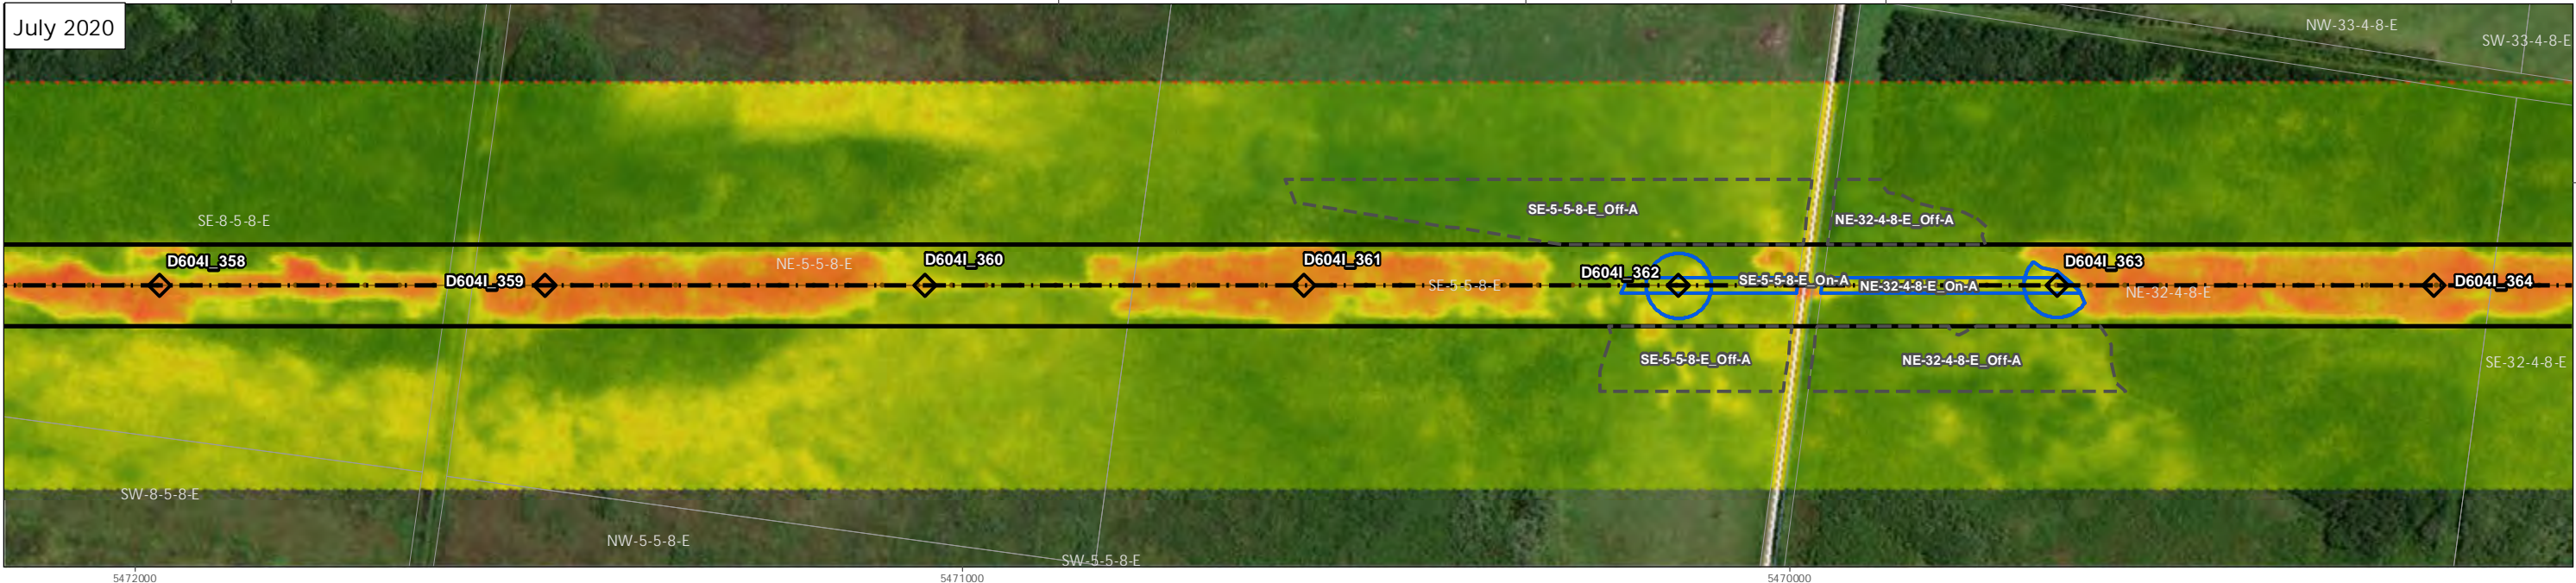 July 2020
NW-33-4-8-E
SW-33-4-8-E
SE-8-5-8-E
SE-5-5-8-E_Off-A
NE-32-4-8-E_Off-A
D604I_358
D604I_359
NE-5-5-8-E
D604I_360
D604I_361
SE-5-5-8-E
D604I_362
SE-5-5-8-E_On-A
NE-32-4-8-E_On-A
D604I_363
NE-32-4-8-E
D604I_364
SE-5-5-8-E_Off-A
NE-32-4-8-E_Off-A
SE-32-4-8-E
SW-8-5-8-E
NW-5-5-8-E
SW-5-5-8-E
5472000
5471000
5470000